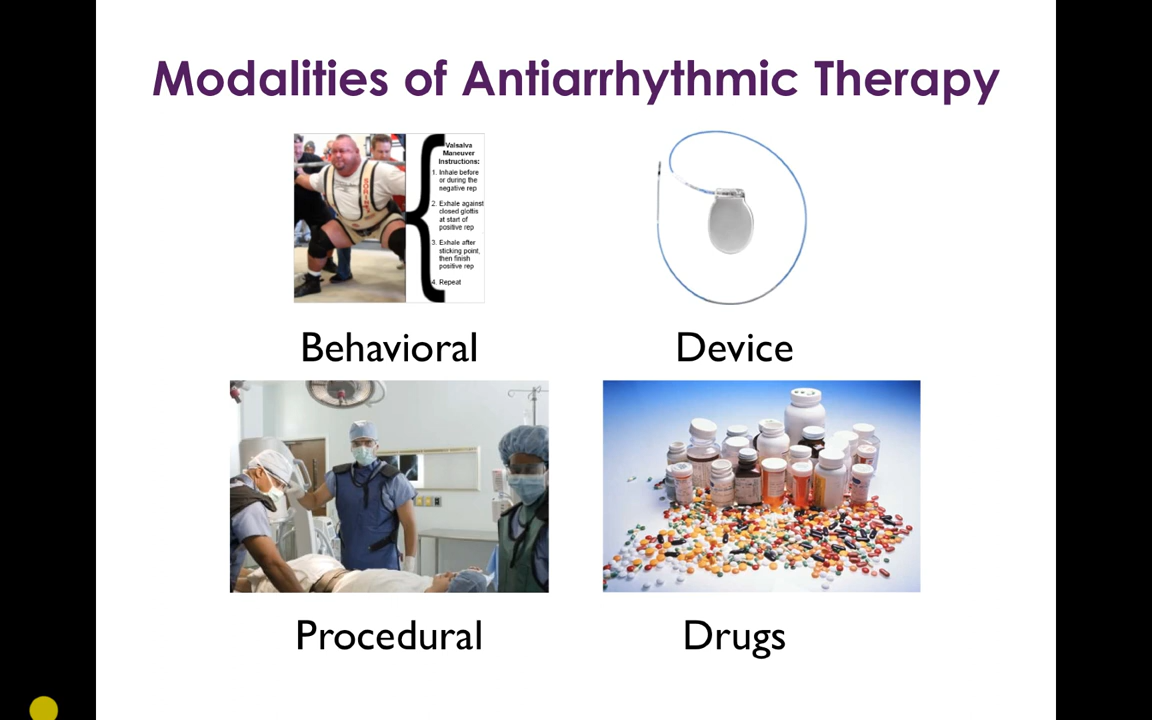 Modalities of Antiarrhythmic Therapy
Valsalva
Maneuver
Instructions:
1. Inhale before
or during the
negative rep
2. Exhale against
closed glottis
at start of
positive rep
3. Exhale after
sticking point,
then finish
positive rep
4. Repeat
Behavioral
Device
Procedural
Drugs